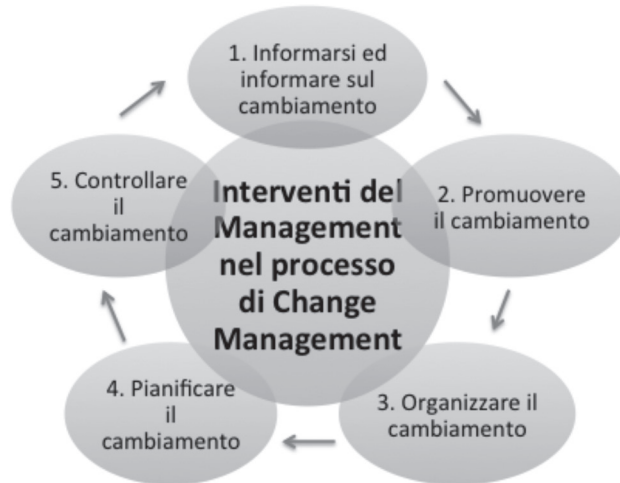 1. Informarsi ed
informare sul
cambiamento
2. Promuovere
il cambiamento
3. Organizzare il
cambiamento
4. Pianificare
il
cambiamento
5. Controllare
il
cambiamento
Interventi del
Management
nel processo
di Change
Management